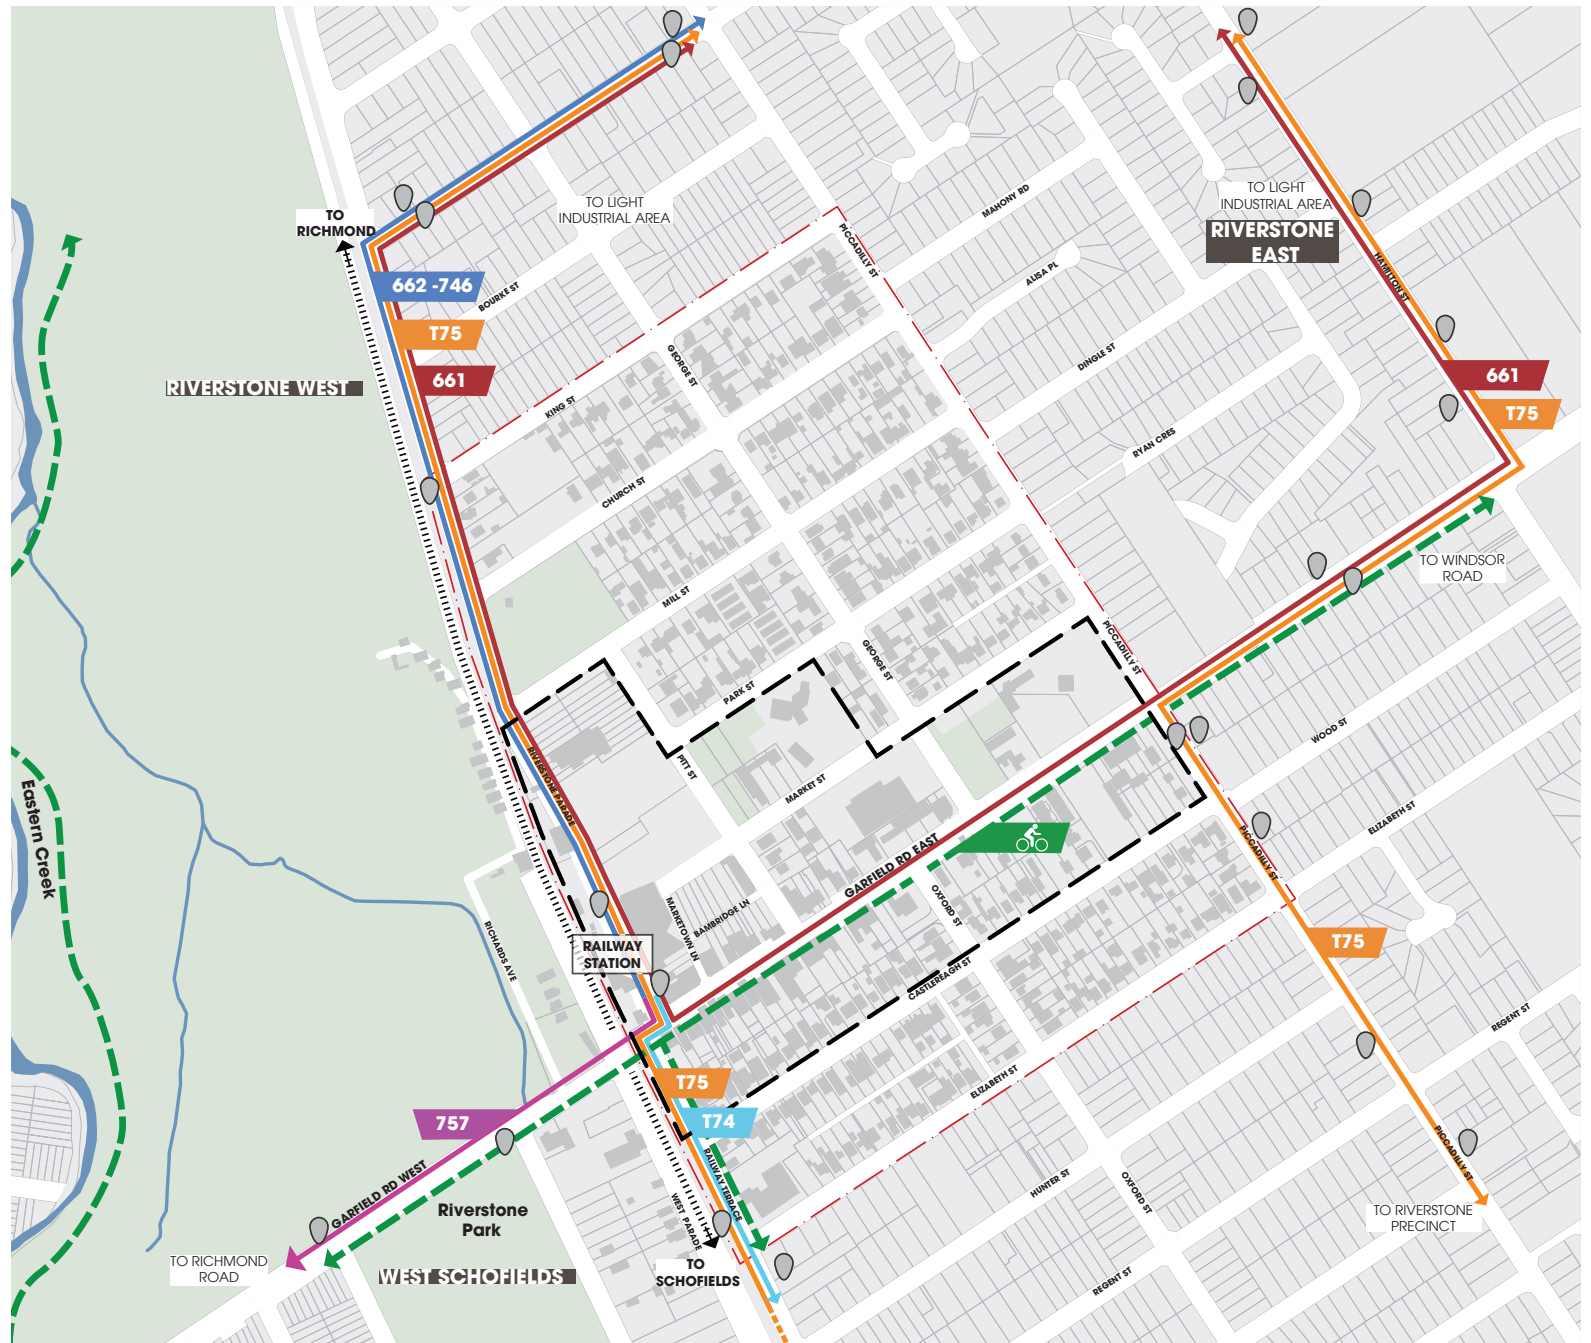 TO
RICHMOND
662 -746
T75
661
RIVERSTONE WEST
BOURKE ST
TO LIGHT
INDUSTRIAL AREA
MAHONY RD
PICCADILLY ST
ALISA PL
TO LIGHT
INDUSTRIAL AREA
RIVERSTONE
EAST
HAMILTON ST
GEORGE ST
KING ST
DINGLE ST
661
T75
CHURCH ST
RYAN CRES
MILL ST
TO WINDSOR
ROAD
PARK ST
GEORGE ST
PICCADILLY ST
PITT ST
MARKET ST
WOOD ST
RIVERSTONE PARADE
Eastern Creek
ELIZABETH ST
PICCADILLY ST
GARFIELD RD EAST
OXFORD ST
BAMBRIDGE LN
MARKETOWN LN
RICHARDS AVE
RAILWAY
STATION
T75
CASTLEREAGH ST
REGENT ST
T75
T74
ELIZABETH ST
757
GARFIELD RD WEST
RAILWAY TERRACE
WEST PARADE
HUNTER ST
OXFORD ST
PICCADILLY ST
Riverstone
Park
TO RIVERSTONE
PRECINCT
TO RICHMOND
ROAD
WEST SCHOFIELDS
TO
SCHOFIELDS
REGENT ST